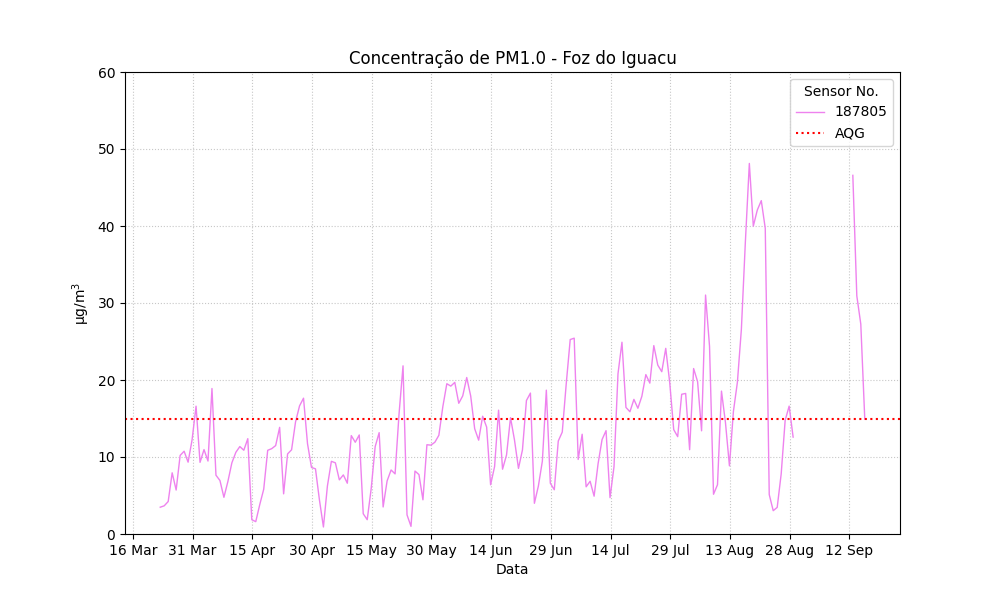 Concentração de PM1.0 - Foz do Iguacu
60
50
40
30
20
10
0
µg/m³
Sensor No.
187805
AQG
16 Mar
31 Mar
15 Apr
30 Apr
15 May
30 May
14 Jun
29 Jun
14 Jul
29 Jul
13 Aug
28 Aug
12 Sep
Data